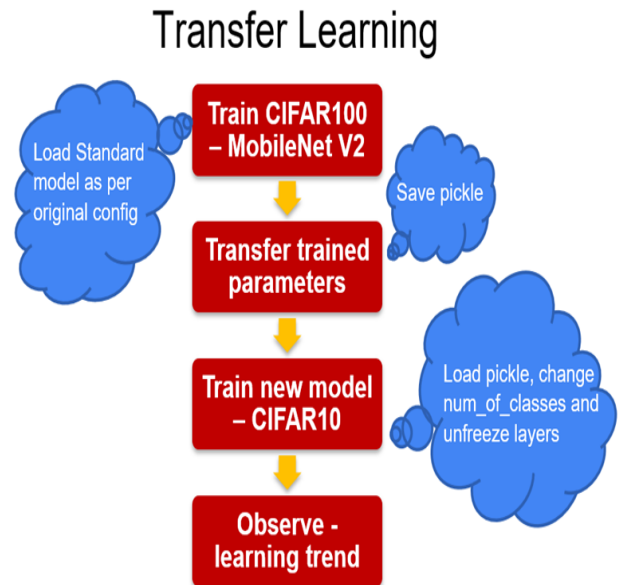 Transfer Learning
Train CIFAR100
– MobileNet V2
Load Standard
model as per
original config
Save pickle
Transfer trained
parameters
Train new model
– CIFAR10
Load pickle, change
num_of_classes and
unfreeze layers
Observe -
learning trend